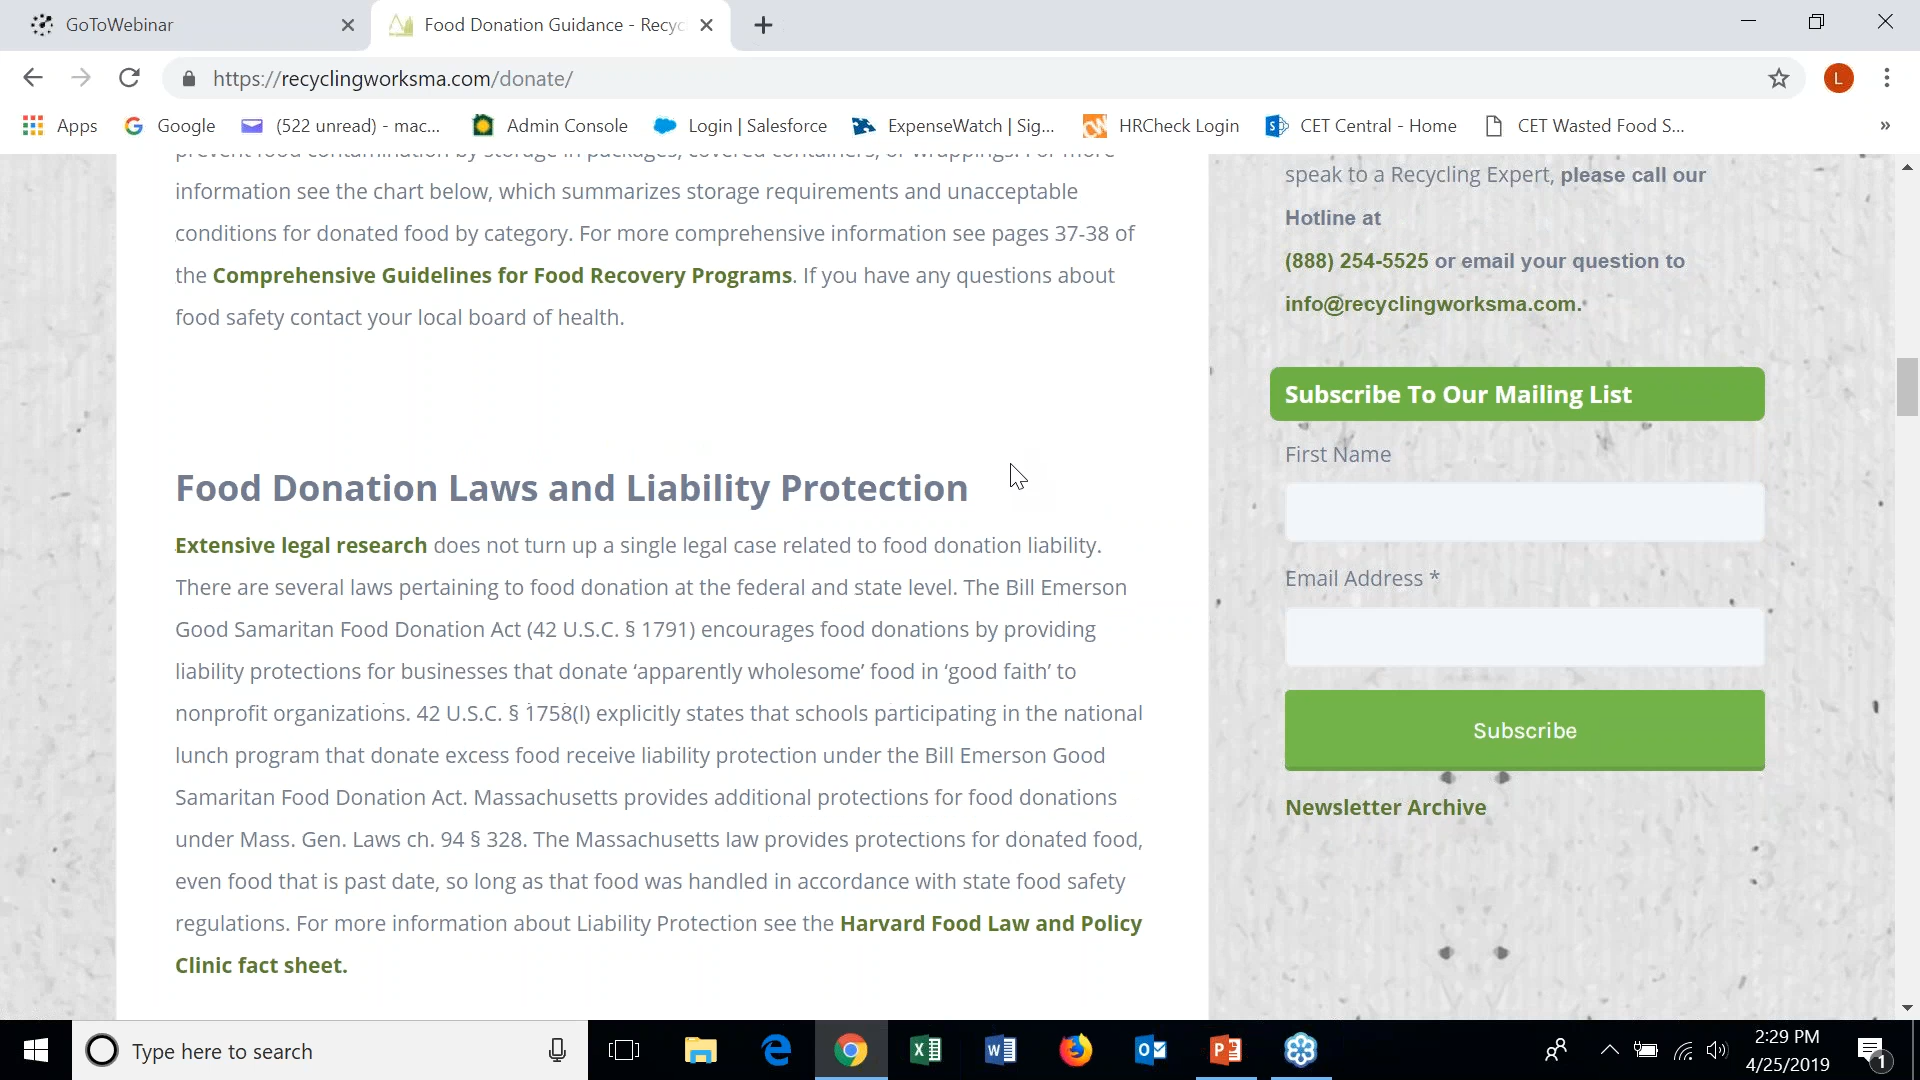 GoToWebinar
Food Donation Guidance - Recyc
https://recyclingworksma.com/donate/
L
Apps
Google
(522 unread) - mac...
Admin Console
Login | Salesforce
ExpenseWatch | Sig...
HRCheck Login
CET Central - Home
CET Wasted Food S...
»
prevent food contamination by storage in packages, covered containers, or wrappings. For more
information see the chart below, which summarizes storage requirements and unacceptable
conditions for donated food by category. For more comprehensive information see pages 37-38 of
the Comprehensive Guidelines for Food Recovery Programs. If you have any questions about
food safety contact your local board of health.
Food Donation Laws and Liability Protection
Extensive legal research does not turn up a single legal case related to food donation liability.
There are several laws pertaining to food donation at the federal and state level. The Bill Emerson
Good Samaritan Food Donation Act (42 U.S.C. § 1791) encourages food donations by providing
liability protections for businesses that donate ‘apparently wholesome’ food in ‘good faith’ to
nonprofit organizations. 42 U.S.C. § 1758(l) explicitly states that schools participating in the national
lunch program that donate excess food receive liability protection under the Bill Emerson Good
Samaritan Food Donation Act. Massachusetts provides additional protections for food donations
under Mass. Gen. Laws ch. 94 § 328. The Massachusetts law provides protections for donated food,
even food that is past date, so long as that food was handled in accordance with state food safety
regulations. For more information about Liability Protection see the Harvard Food Law and Policy
Clinic fact sheet.
speak to a Recycling Expert, please call our
Hotline at
(888) 254-5525 or email your question to
info@recyclingworksma.com.
Subscribe To Our Mailing List
First Name
Email Address *
Subscribe
Newsletter Archive
Type here to search
2:29 PM
4/25/2019
1